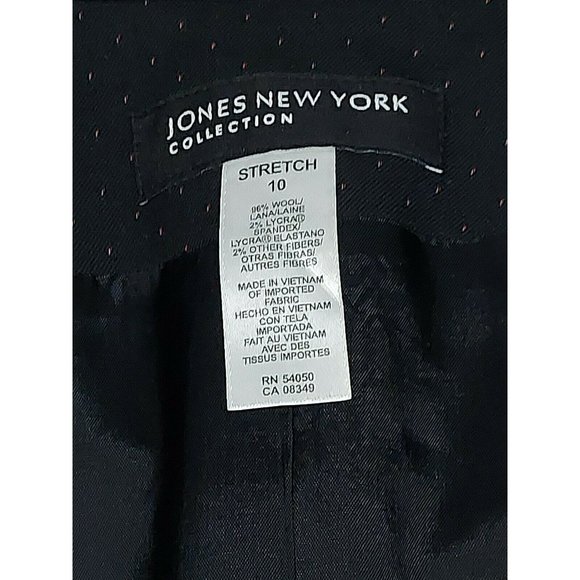 JONES NEW YORK
COLLECTION
STRETCH
10
96% WOOL/
LANA/LAINE
2% LYCRA®
SPANDEX/
LYCRA® ELASTANO
2% OTHER FIBERS/
OTRAS FIBRAS/
AUTRES FIBRES
MADE IN VIETNAM
OF IMPORTED
FABRIC
HECHO EN VIETNAM
CON TELA
IMPORTADA
FAIT AU VIETNAM
AVEC DES
TISSUS IMPORTES
RN 54050
CA 08349